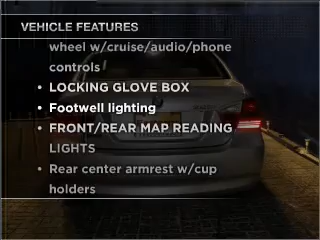 VEHICLE FEATURES
wheel w/cruise/audio/phone
controls
• LOCKING GLOVE BOX
• Footwell lighting
• FRONT/REAR MAP READING
LIGHTS
• Rear center armrest w/cup
holders